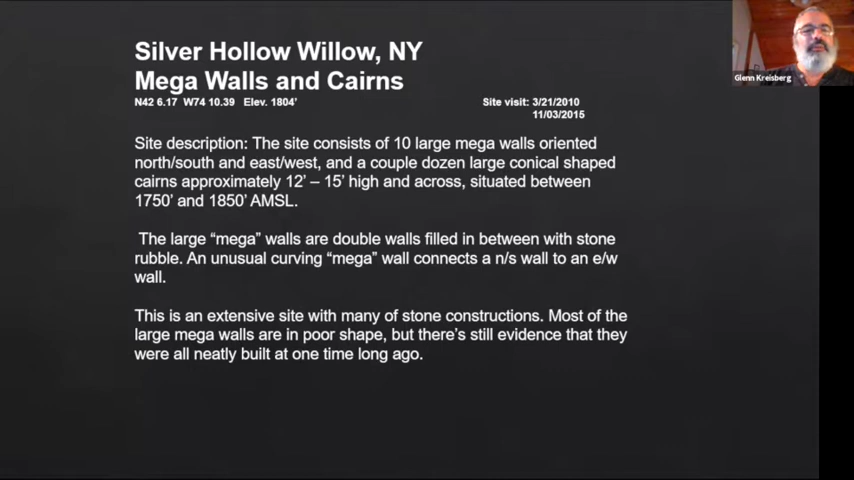 Silver Hollow Willow, NY
Mega Walls and Cairns
N42 6.17 W74 10.39 Elev. 1804'
Site visit: 3/21/2010
11/03/2015
Site description: The site consists of 10 large mega walls oriented
north/south and east/west, and a couple dozen large conical shaped
cairns approximately 12' – 15' high and across, situated between
1750' and 1850' AMSL.
The large “mega” walls are double walls filled in between with stone
rubble. An unusual curving “mega” wall connects a n/s wall to an e/w
wall.
This is an extensive site with many of stone constructions. Most of the
large mega walls are in poor shape, but there’s still evidence that they
were all neatly built at one time long ago.
Glenn Kreisberg